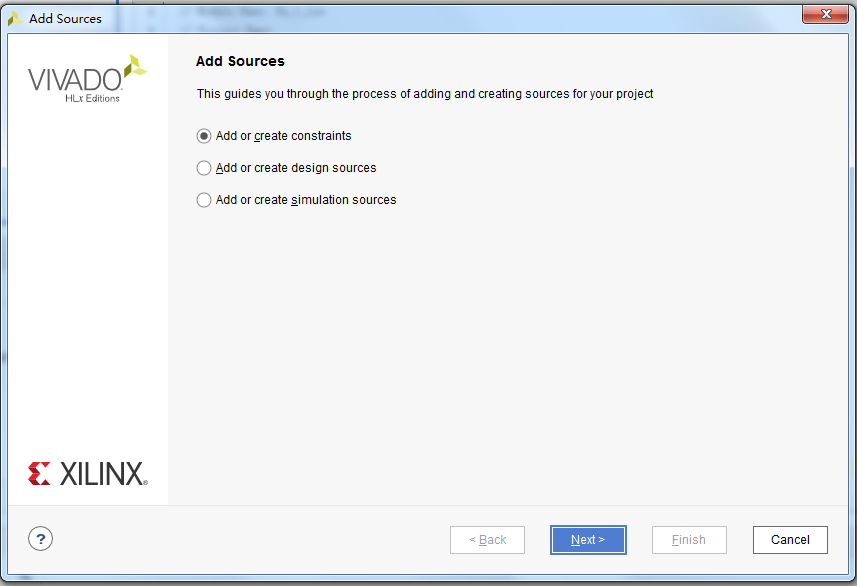 Add Sources
VIVADO
HLx Editions
Add Sources
This guides you through the process of adding and creating sources for your project
Add or create constraints
Add or create design sources
Add or create simulation sources
XILINX
?
< Back
Next >
Finish
Cancel